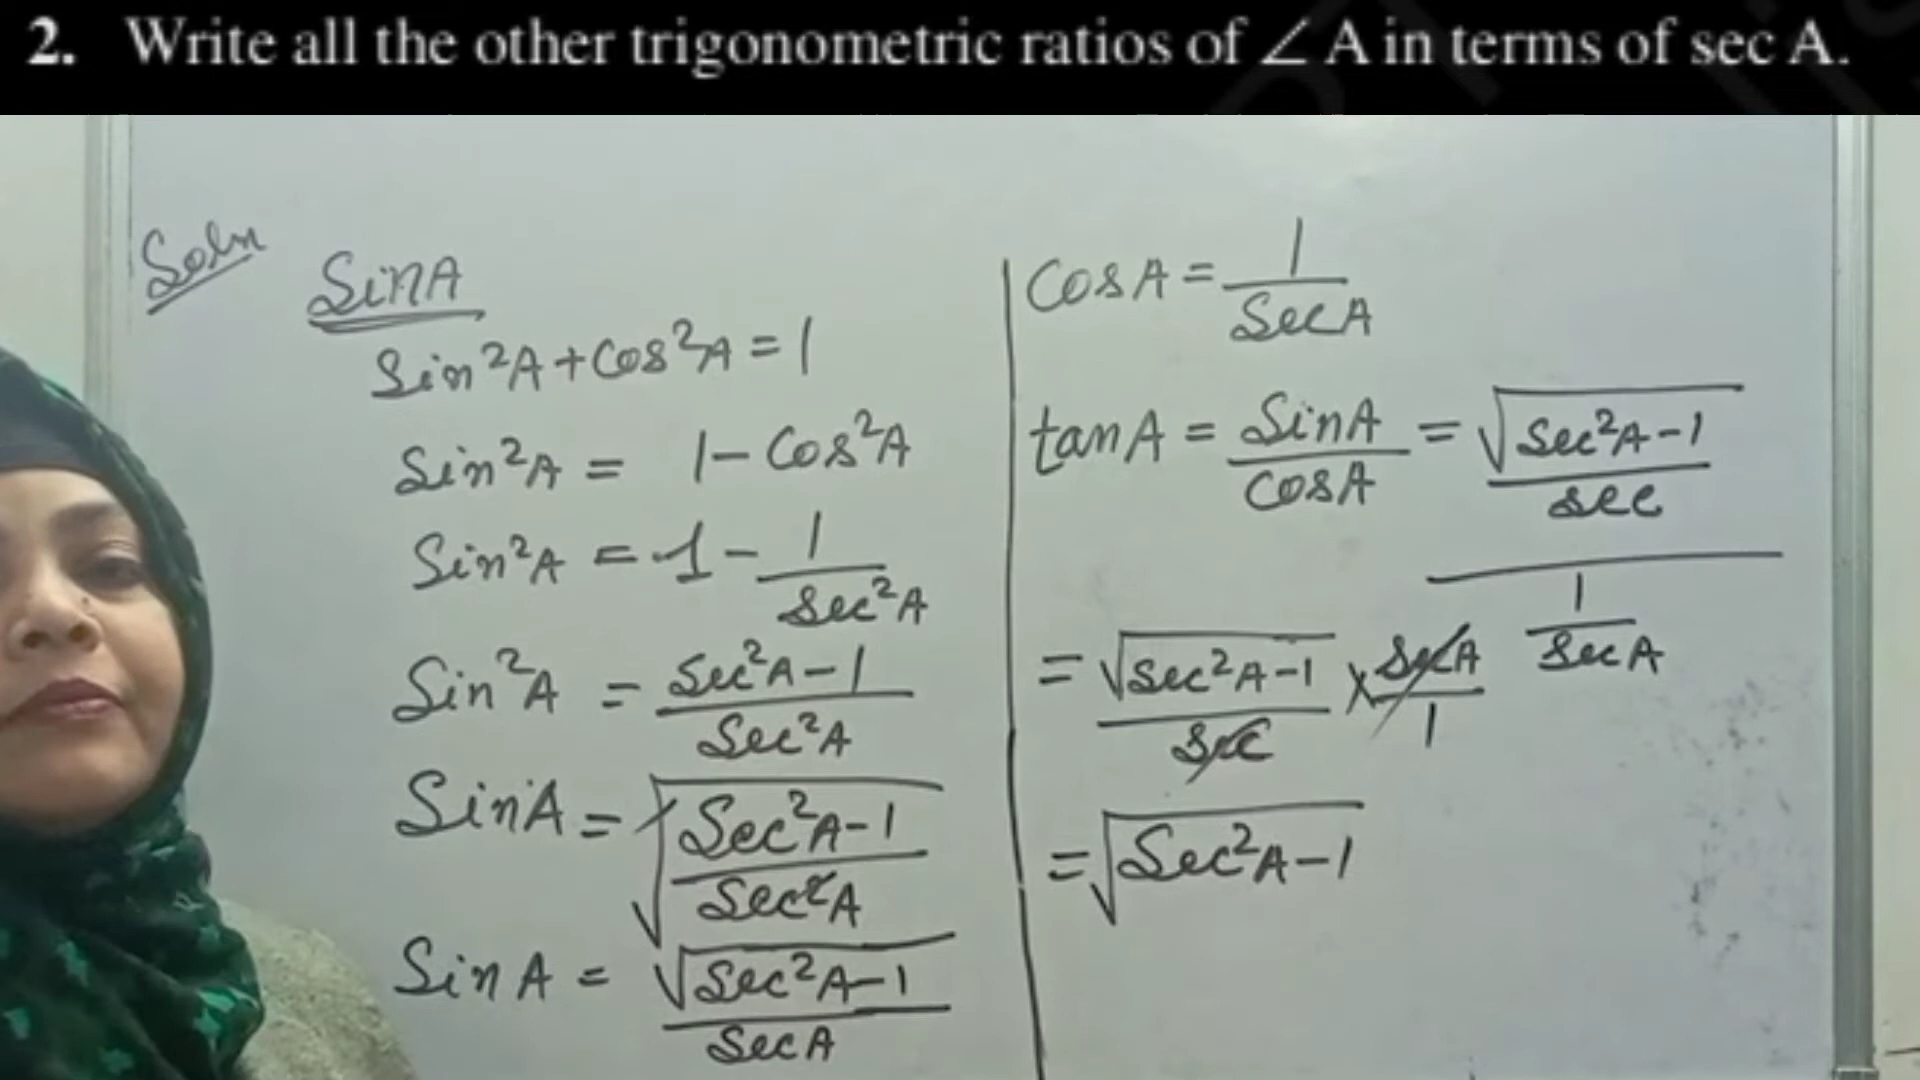 2. Write all the other trigonometric ratios of ∠A in terms of sec A.
Soln
SinA
Sin²A + Cos²A = 1
Sin²A = 1 - Cos²A
Sin²A = 1 - 1/Sec²A
Sin²A = Sec²A-1/Sec²A
SinA = √(Sec²A-1/Sec²A)
SinA = √(Sec²A-1)/SecA
CosA = 1/SecA
tanA = SinA/CosA = √(Sec²A-1)/sec
1/SecA
= √(Sec²A-1)/sec × SecA/1
= √(Sec²A-1)